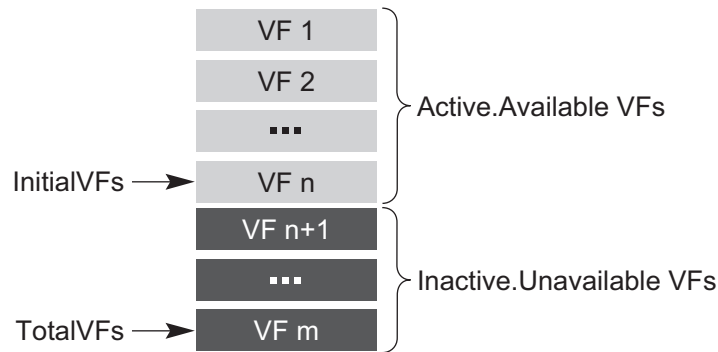 VF 1
VF 2
...
Active.Available VFs
InitialVFs
VF n
VF n+1
...
Inactive.Unavailable VFs
TotalVFs
VF m